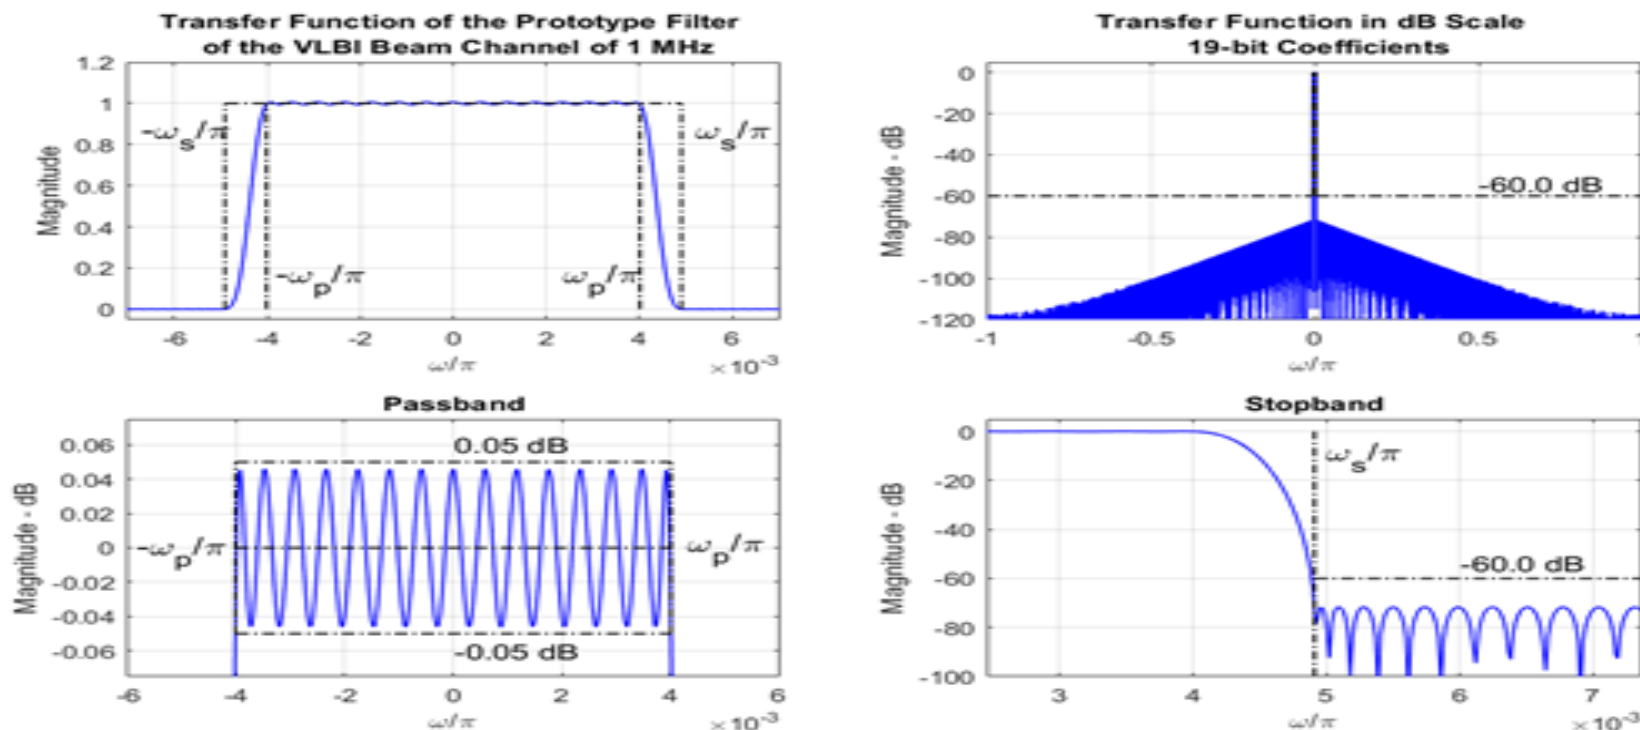 Transfer Function of the Prototype Filter
of the VLBI Beam Channel of 1 MHz
1.2
1
0.8
0.6
0.4
0.2
0
Magnitude
-ωs/π
ωs/π
-ωp/π
ωp/π
-6
-4
-2
0
2
4
6
ω/π
×10-3
Transfer Function in dB Scale
19-bit Coefficients
0
-20
-40
-60
-80
-100
-120
Magnitude - dB
-60.0 dB
-1
-0.5
0
0.5
1
ω/π
Passband
0.06
0.04
0.02
0
-0.02
-0.04
-0.06
Magnitude - dB
0.05 dB
-ωp/π
ωp/π
-0.05 dB
-6
-4
-2
0
2
4
6
ω/π
×10-3
Stopband
0
-20
-40
-60
-80
-100
Magnitude - dB
ωs/π
-60.0 dB
3
4
5
6
7
ω/π
×10-3